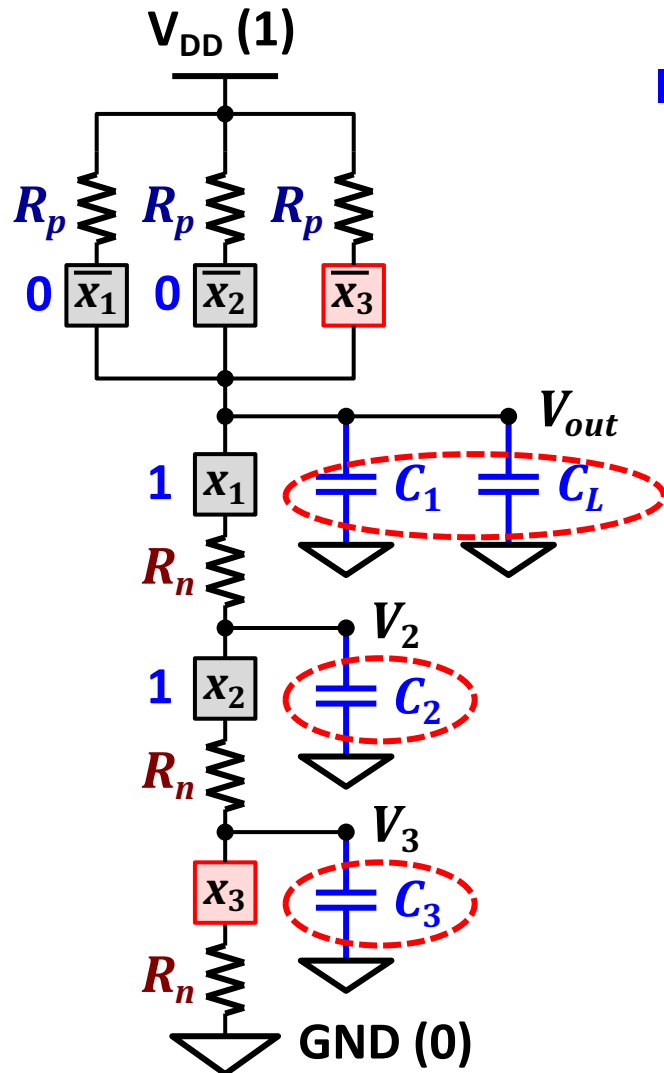 V_DD (1)
R_p R_p R_p
0 x̅₁ 0 x̅₂ x̅₃
V_out
1 x₁ C₁ C_L
R_n
V₂
1 x₂ C₂
R_n
V₃
x₃ C₃
R_n
GND (0)